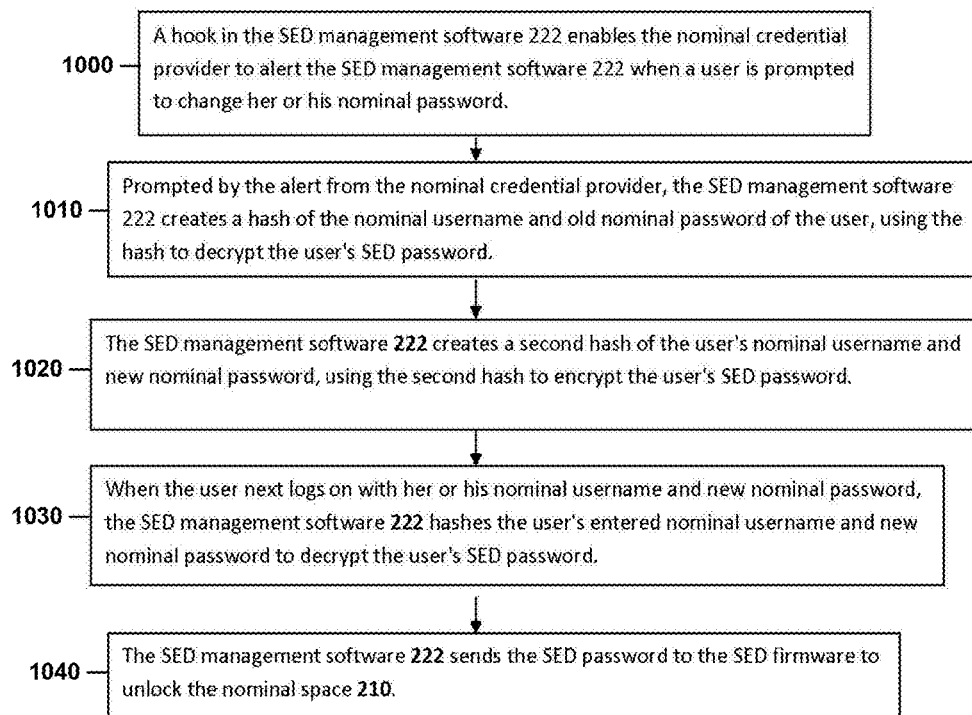 A hook in the SED management software 222 enables the nominal credential
1000
provider to alert the SED management software 222 when a user is prompted
to change her or his nominal password.
Prompted by the alert from the nominal credential provider, the SED management software
1010
222 creates a hash of the nominal username and old nominal password of the user, using the
hash to decrypt the user's SED password.
The SED management software 222 creates a second hash of the user's nominal username and
1020
new nominal password, using the second hash to encrypt the user's SED password.
When the user next logs on with her or his nominal username and new nominal password,
1030
the SED management software 222 hashes the user's entered nominal username and new
nominal password to decrypt the user's SED password.
The SED management software 222 sends the SED password to the SED firmware to
1040
unlock the nominal space 210.